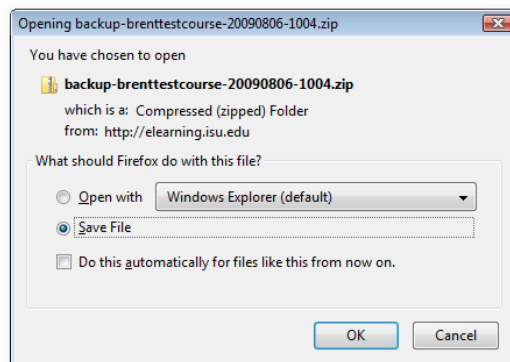 Opening backup-brenttestcourse-20090806-1004.zip
You have chosen to open
backup-brenttestcourse-20090806-1004.zip
which is a: Compressed (zipped) Folder
from: http://elearning.isu.edu
What should Firefox do with this file?
Open with Windows Explorer (default)
Save File
Do this automatically for files like this from now on.
OK Cancel